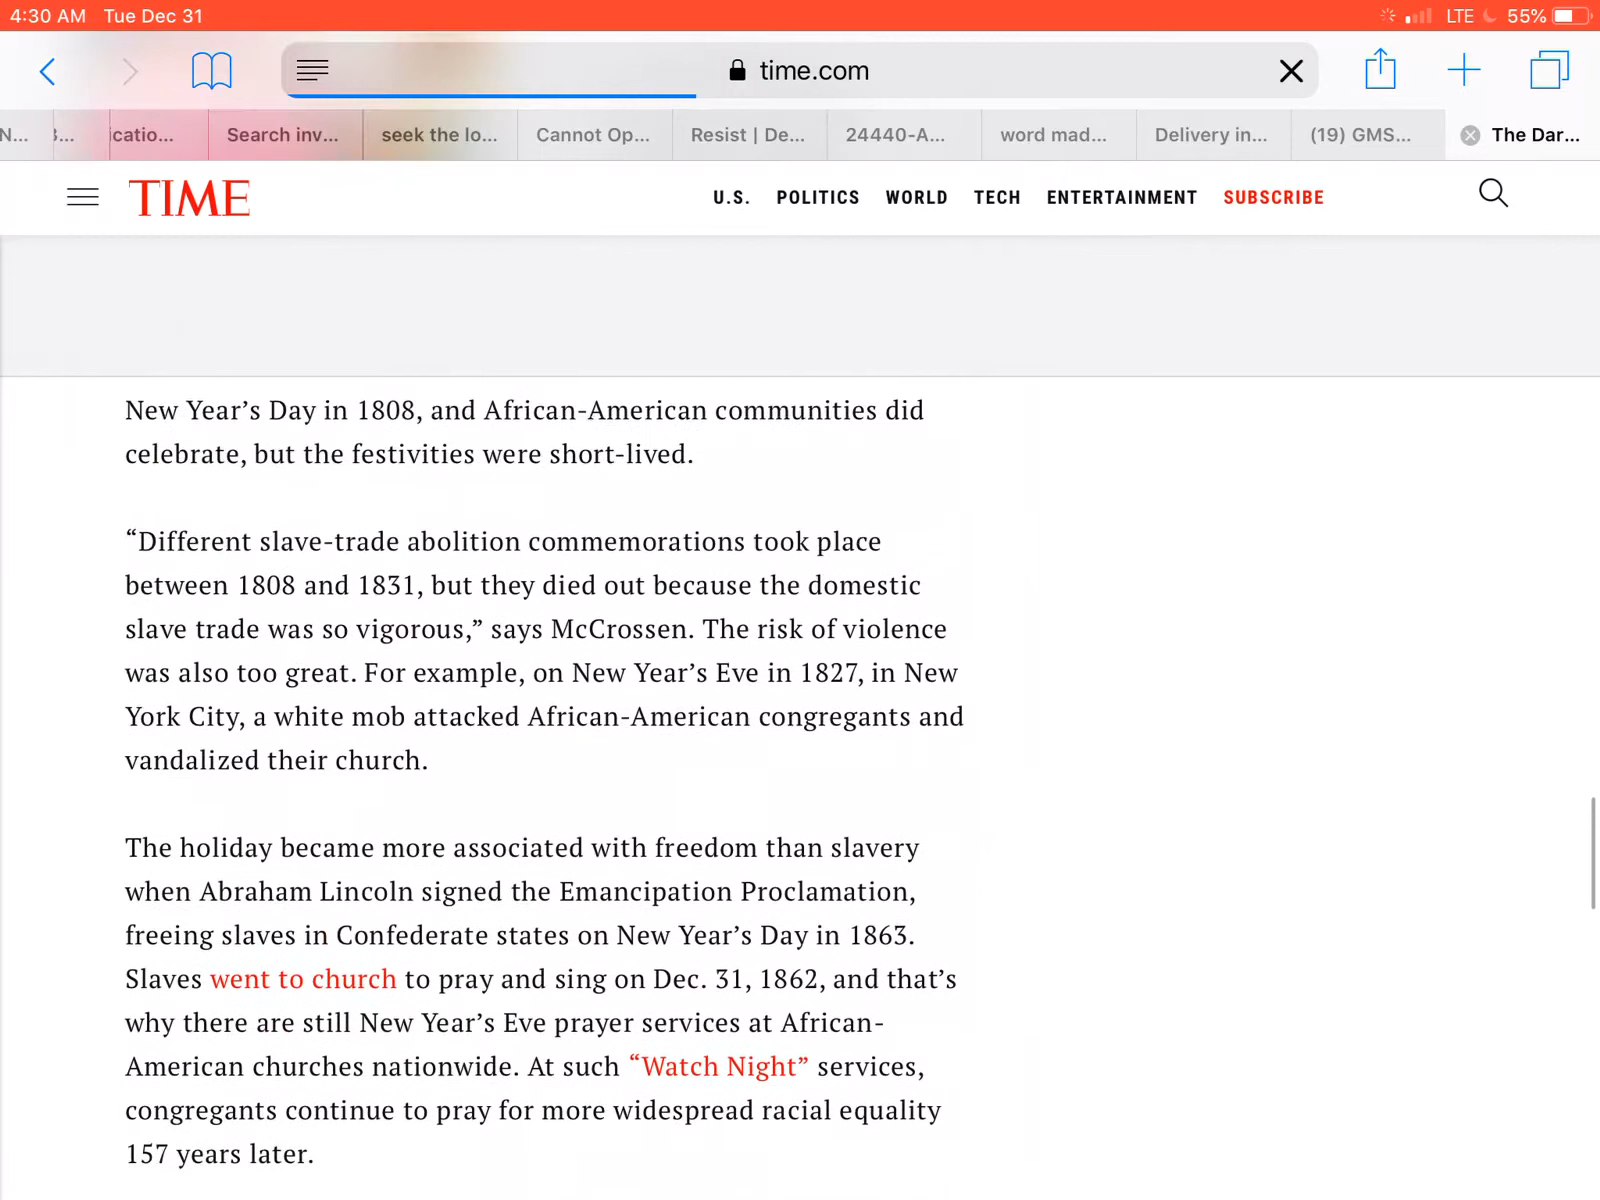 4:30 AM Tue Dec 31
LTE 55%
time.com
N...
...
icatio...
Search inv...
seek the lo...
Cannot Op...
Resist | De...
24440-A...
word mad...
Delivery in...
(19) GMS...
The Dar...
TIME
U.S. POLITICS WORLD TECH ENTERTAINMENT SUBSCRIBE
New Year’s Day in 1808, and African-American communities did
celebrate, but the festivities were short-lived.
“Different slave-trade abolition commemorations took place
between 1808 and 1831, but they died out because the domestic
slave trade was so vigorous,” says McCrossen. The risk of violence
was also too great. For example, on New Year’s Eve in 1827, in New
York City, a white mob attacked African-American congregants and
vandalized their church.
The holiday became more associated with freedom than slavery
when Abraham Lincoln signed the Emancipation Proclamation,
freeing slaves in Confederate states on New Year’s Day in 1863.
Slaves went to church to pray and sing on Dec. 31, 1862, and that’s
why there are still New Year’s Eve prayer services at African-
American churches nationwide. At such “Watch Night” services,
congregants continue to pray for more widespread racial equality
157 years later.